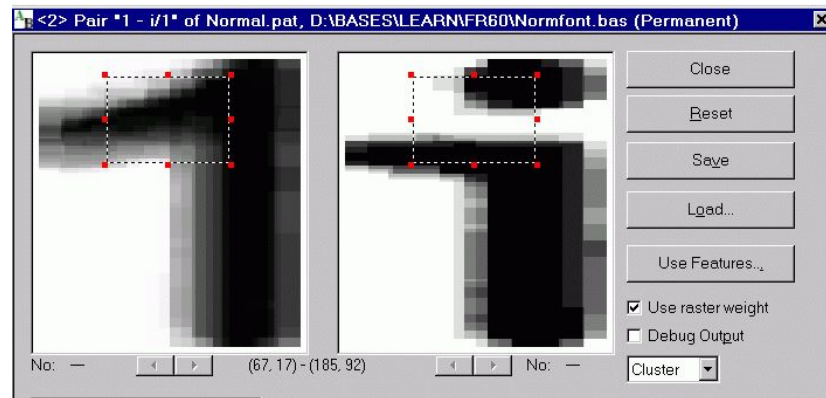 <2> Pair "1 - i/1" of Normal.pat, D:\BASES\LEARN\FR60\Normfont.bas (Permanent)
Close
Reset
Save
Load...
Use Features...
Use raster weight
Debug Output
No: — (67, 17) - (185, 92) No: —
Cluster